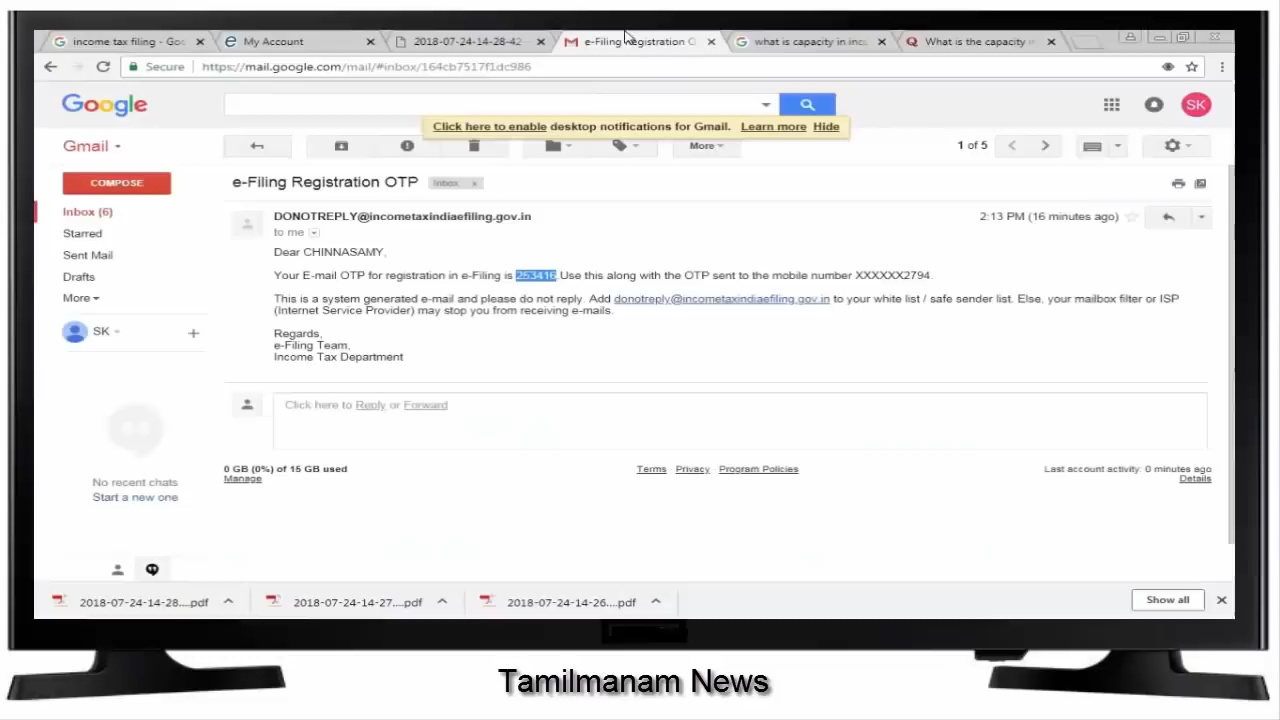 income tax filing - Goo
My Account
2018-07-24-14-28-42
e-Filing Registration O
what is capacity in inco
What is the capacity in
Secure
https://mail.google.com/mail/#inbox/164cb7517f1dc986
Google
SK
Click here to enable desktop notifications for Gmail. Learn more Hide
Gmail
More
1 of 5
COMPOSE
e-Filing Registration OTP
Inbox x
Inbox (6)
Starred
Sent Mail
Drafts
More
SK
DONOTREPLY@incometaxindiaefiling.gov.in
2:13 PM (16 minutes ago)
to me
Dear CHINNASAMY,
Your E-mail OTP for registration in e-Filing is 253416.Use this along with the OTP sent to the mobile number XXXXXX2794.
This is a system generated e-mail and please do not reply. Add donotreply@incometaxindiaefiling.gov.in to your white list / safe sender list. Else, your mailbox filter or ISP
(Internet Service Provider) may stop you from receiving e-mails.
Regards,
e-Filing Team,
Income Tax Department
Click here to Reply or Forward
0 GB (0%) of 15 GB used
Manage
Terms - Privacy - Program Policies
Last account activity: 0 minutes ago
Details
No recent chats
Start a new one
2018-07-24-14-28....pdf
2018-07-24-14-27....pdf
2018-07-24-14-26....pdf
Show all
Tamilmanam News